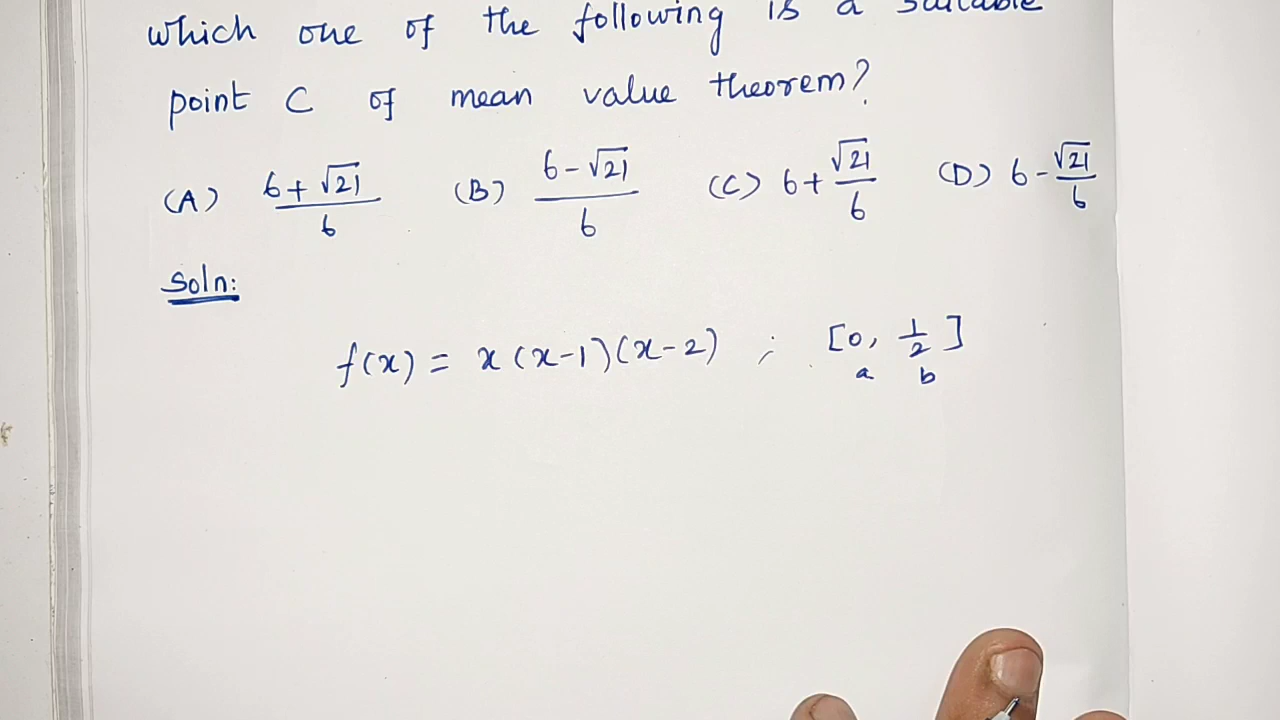 which one of the following is a suitable
point C of mean value theorem?
(A) 6+√21/6 (B) 6-√21/6 (C) 6+√21/6 (D) 6-√21/6
Soln:
f(x) = x(x-1)(x-2) ; [0, 1/2]
a b